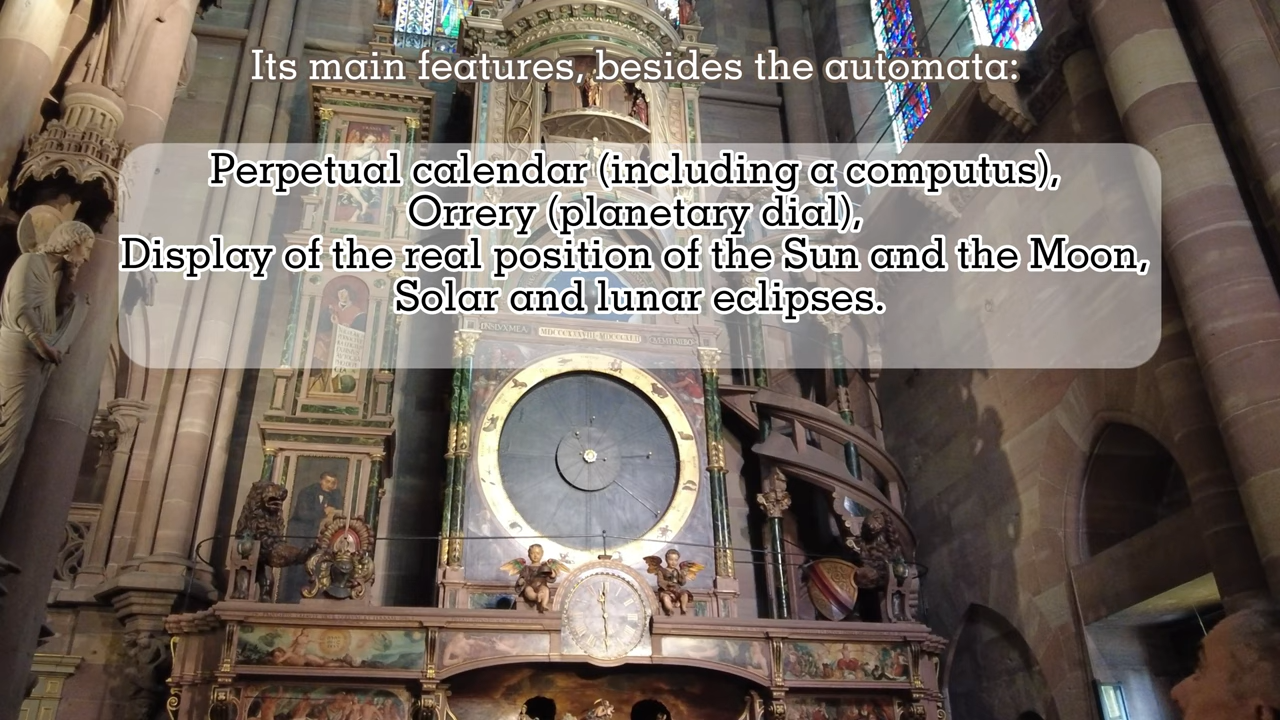 Its main features, besides the automata:
Perpetual calendar (including a computus),
Orrery (planetary dial),
Display of the real position of the Sun and the Moon,
Solar and lunar eclipses.